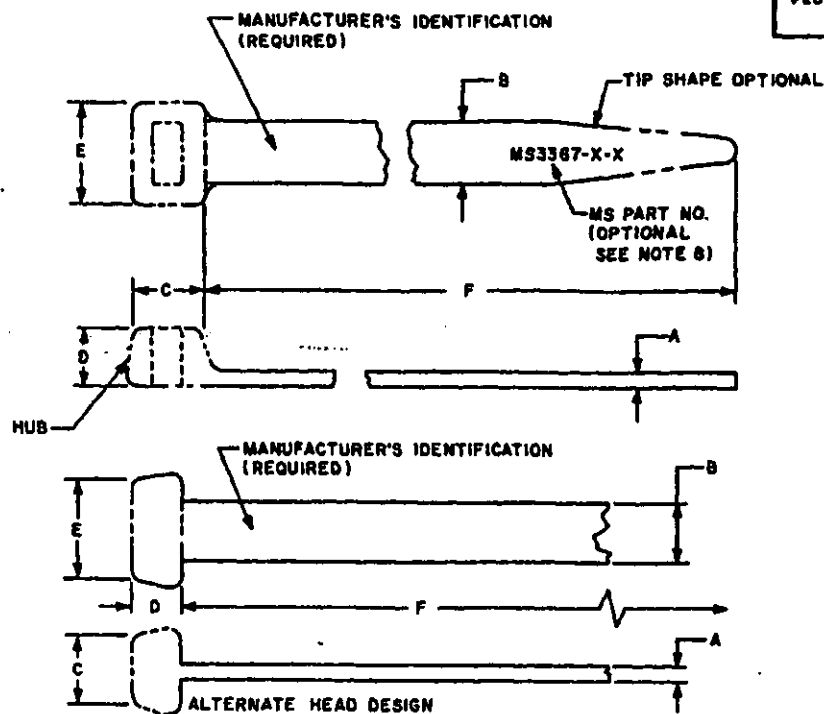 MANUFACTURER'S IDENTIFICATION
(REQUIRED)
B
TIP SHAPE OPTIONAL
E
MS3367-X-X
MS PART NO.
(OPTIONAL
SEE NOTE 8)
C
F
D
A
HUB
MANUFACTURER'S IDENTIFICATION
(REQUIRED)
B
E
D
F
C
A
ALTERNATE HEAD DESIGN